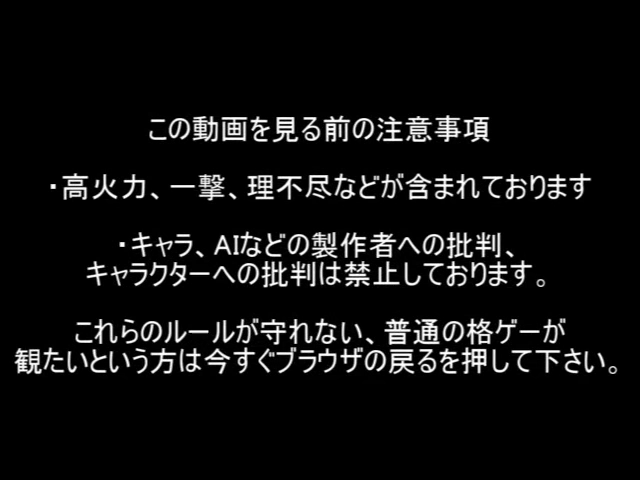 この動画を見る前の注意事項
・高火力、一撃、理不尽などが含まれております
・キャラ、AIなどの製作者への批判、
キャラクターへの批判は禁止しております。
これらのルールが守れない、普通の格ゲーが
観たいという方は今すぐブラウザの戻るを押して下さい。